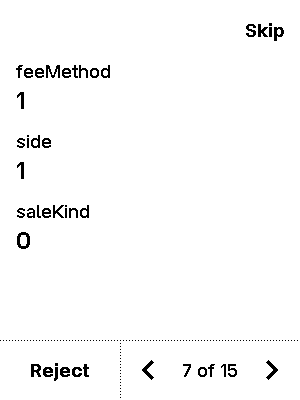 Skip
feeMethod
1
side
1
saleKind
0
Reject
7 of 15